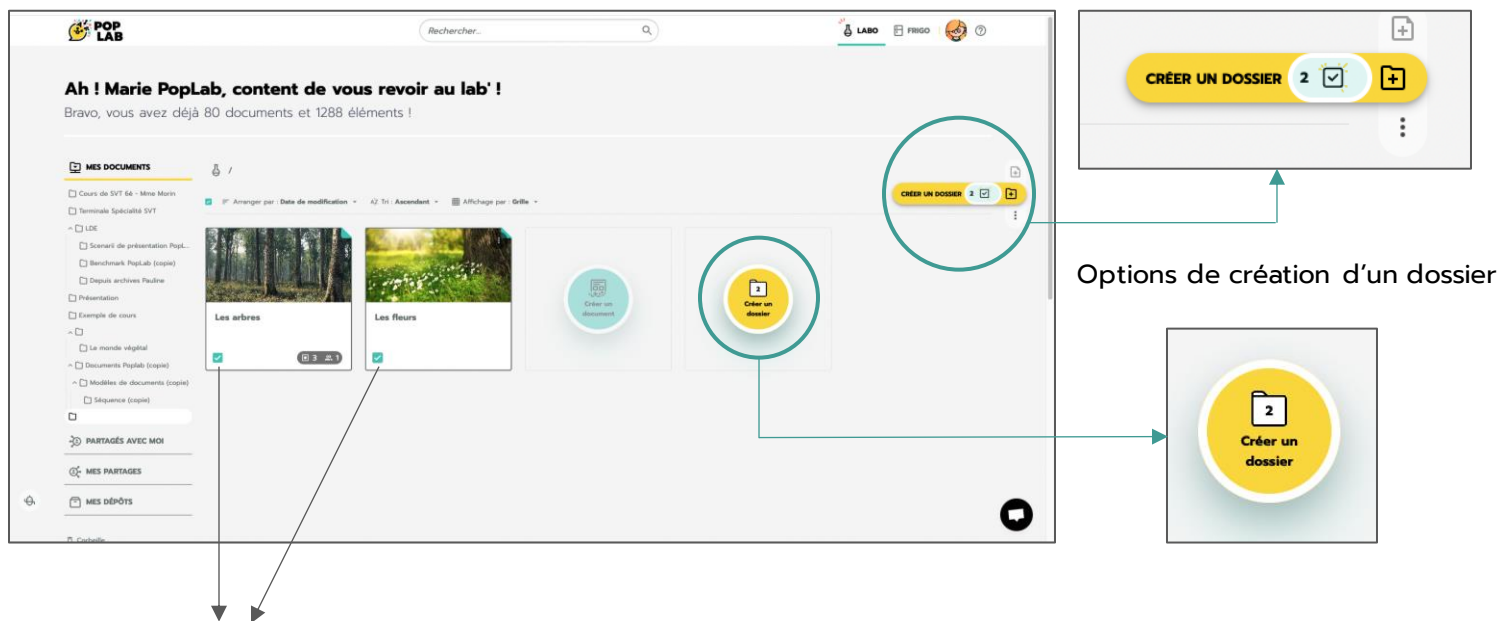 POP
LAB
Rechercher...
LABO
FRIGO
Ah ! Marie PopLab, content de vous revoir au lab' !
Bravo, vous avez déjà 80 documents et 1288 éléments !
MES DOCUMENTS
/
Cours de SVT 6è - Mme Morin
Terminale Spécialité SVT
LDE
Scenarii de présentation PopL...
Benchmark PopLab (copie)
Depuis archives Pauline
Présentation
Exemple de cours
Le monde végétal
Documents Poplab (copie)
Modèles de documents (copie)
Séquence (copie)
PARTAGÉS AVEC MOI
MES PARTAGES
MES DÉPÔTS
Corbeille
Arranger par : Date de modification
Tri : Ascendant
Affichage par : Grille
CRÉER UN DOSSIER 2
Les arbres
3 1
Les fleurs
Créer un
document
2
Créer un
dossier
CRÉER UN DOSSIER 2
Options de création d’un dossier
2
Créer un
dossier